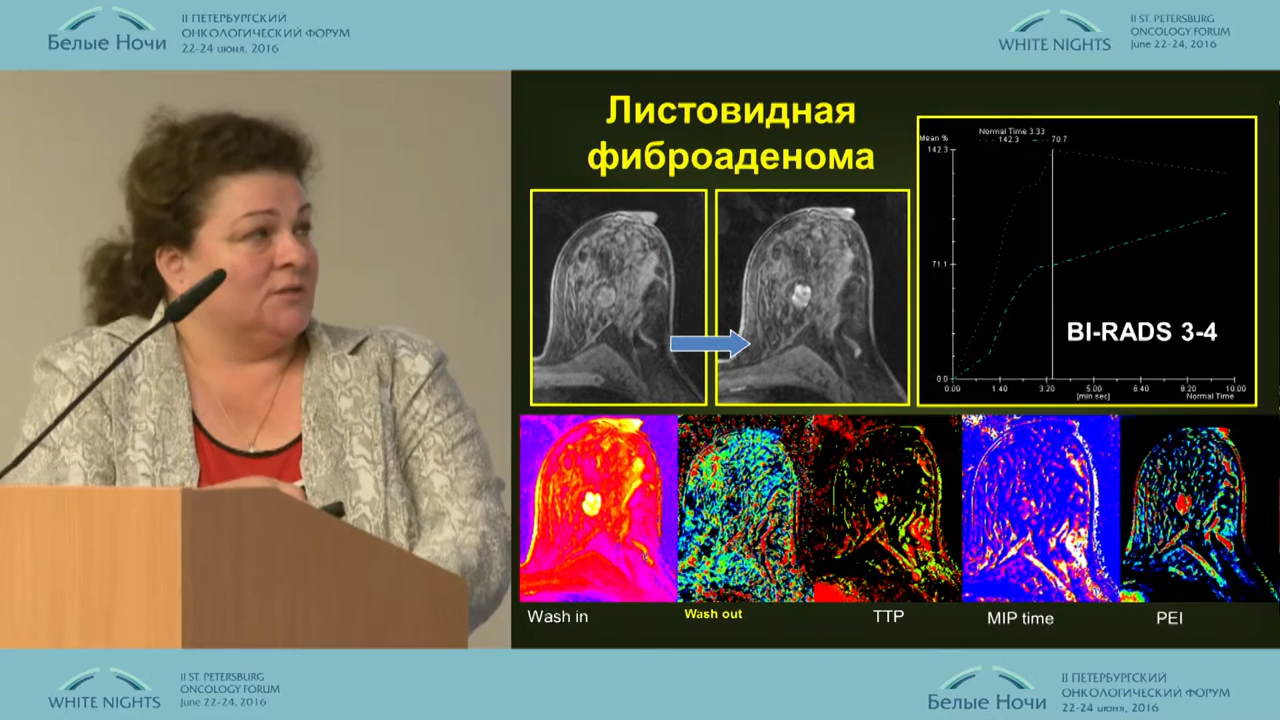 II ПЕТЕРБУРГСКИЙ
ОНКОЛОГИЧЕСКИЙ ФОРУМ
22-24 июня, 2016
Белые Ночи
II ST. PETERSBURG
ONCOLOGY FORUM
June 22-24, 2016
WHITE NIGHTS
Листовидная
фиброаденома
Normal Time 3.33
Mean % 142.3 70.7
142.3
71.1
BI-RADS 3-4
0.0
0.00 1.40 3.20 5.00 6.40 8.20 10.00
[min.sec] Normal Time
Wash in Wash out TTP MIP time PEI
II ST. PETERSBURG
ONCOLOGY FORUM
June 22-24, 2016
WHITE NIGHTS
II ПЕТЕРБУРГСКИЙ
ОНКОЛОГИЧЕСКИЙ ФОРУМ
22-24 июня, 2016
Белые Ночи